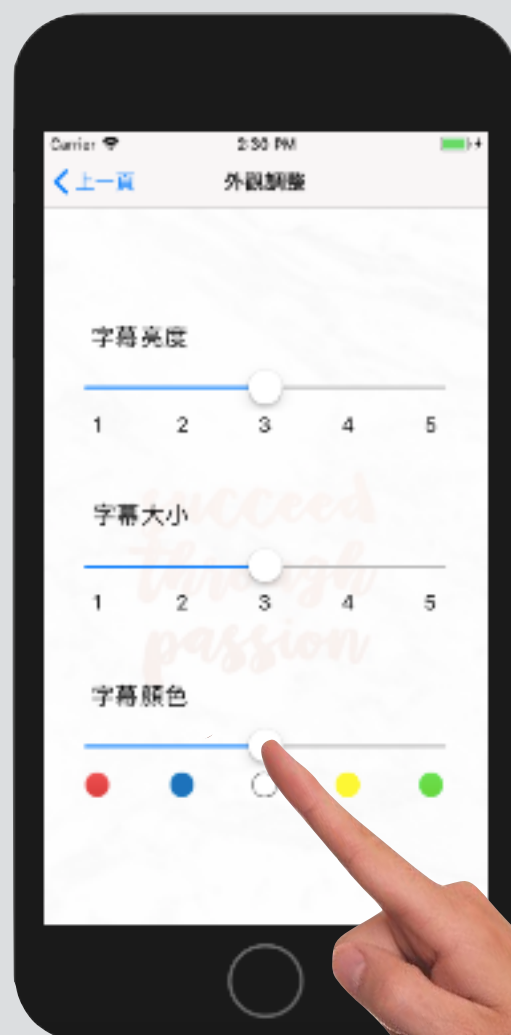 Carrier 2:30 PM
上一頁 外觀調整
字幕亮度
1 2 3 4 5
字幕大小
1 2 3 4 5
字幕顏色
succeed
through
passion